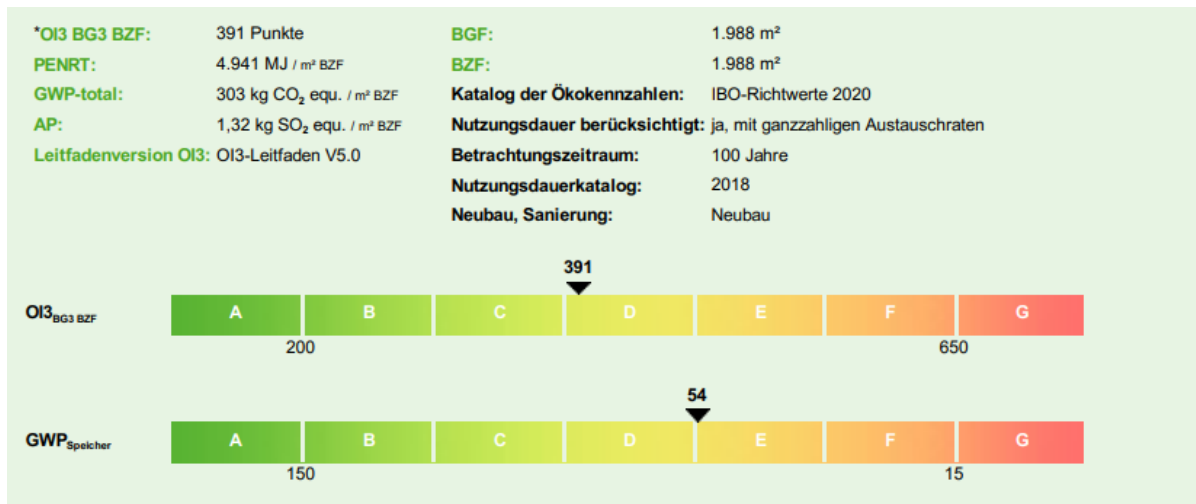 *OI3 BG3 BZF: 391 Punkte BGF: 1.988 m²
PENRT: 4.941 MJ / m² BZF BZF: 1.988 m²
GWP-total: 303 kg CO₂ equ. / m² BZF Katalog der Ökokennzahlen: IBO-Richtwerte 2020
AP: 1,32 kg SO₂ equ. / m² BZF Nutzungsdauer berücksichtigt: ja, mit ganzzahligen Austauschraten
Leitfadenversion OI3: OI3-Leitfaden V5.0 Betrachtungszeitraum: 100 Jahre
Nutzungsdauerkatalog: 2018
Neubau, Sanierung: Neubau
391
OI3BG3 BZF A B C D E F G
200 650
54
GWPSpeicher A B C D E F G
150 15